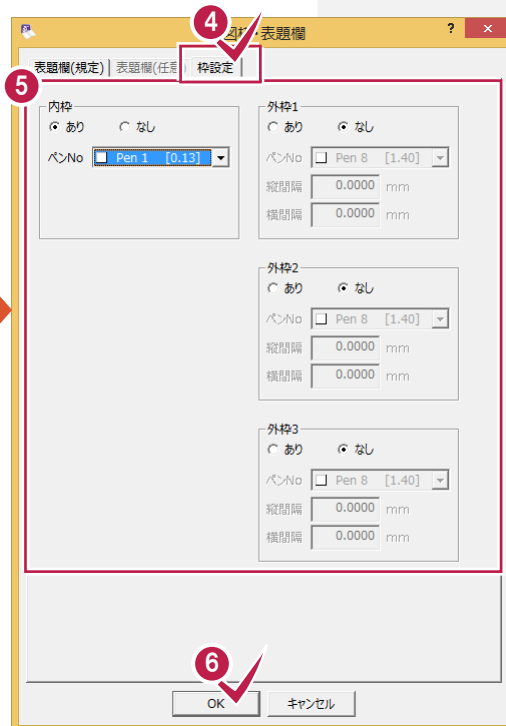 4
図枠・表題欄
?
×
表題欄(規定)
表題欄(任意)
枠設定
5
内枠
あり
なし
ペンNo
Pen 1 [0.13]
外枠1
あり
なし
ペンNo
Pen 8 [1.40]
縦間隔
0.0000
mm
横間隔
0.0000
mm
外枠2
あり
なし
ペンNo
Pen 8 [1.40]
縦間隔
0.0000
mm
横間隔
0.0000
mm
外枠3
あり
なし
ペンNo
Pen 8 [1.40]
縦間隔
0.0000
mm
横間隔
0.0000
mm
6
OK
キャンセル